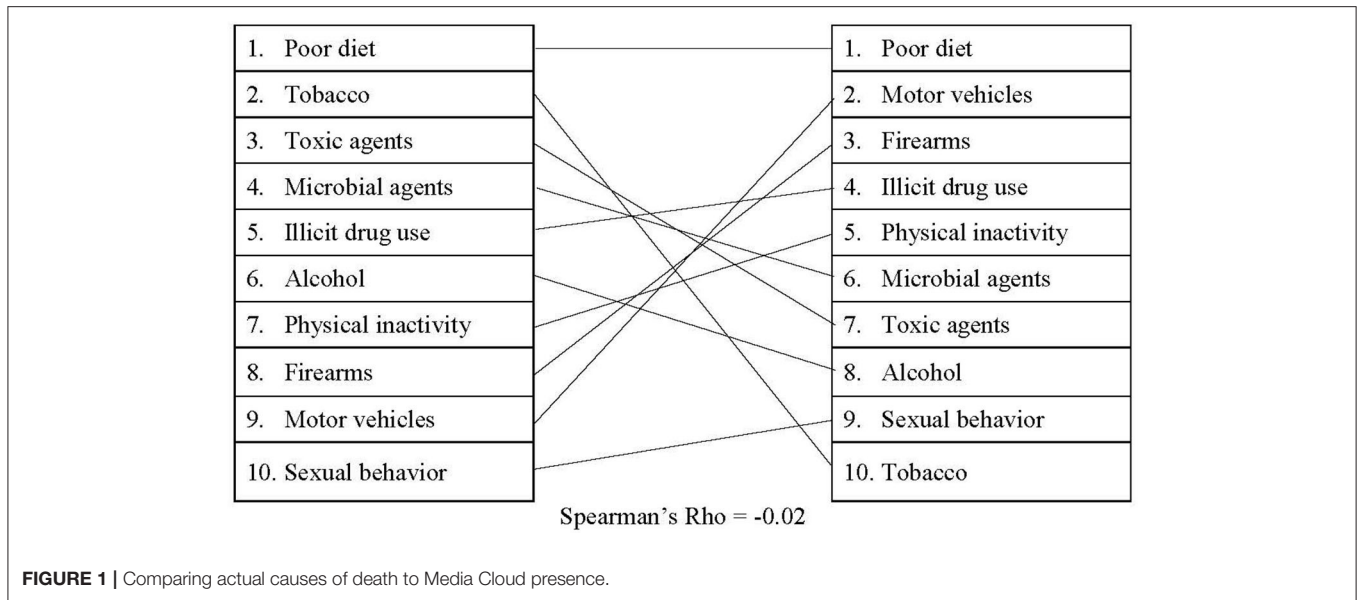 1. Poor diet
2. Tobacco
3. Toxic agents
4. Microbial agents
5. Illicit drug use
6. Alcohol
7. Physical inactivity
8. Firearms
9. Motor vehicles
10. Sexual behavior
1. Poor diet
2. Motor vehicles
3. Firearms
4. Illicit drug use
5. Physical inactivity
6. Microbial agents
7. Toxic agents
8. Alcohol
9. Sexual behavior
10. Tobacco
Spearman's Rho = -0.02
FIGURE 1 | Comparing actual causes of death to Media Cloud presence.